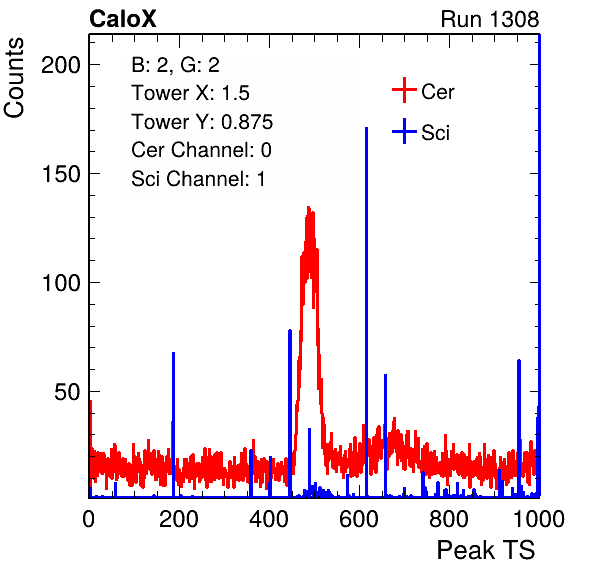 CaloX Run 1308
Counts
200
150
100
50
B: 2, G: 2
Tower X: 1.5
Tower Y: 0.875
Cer Channel: 0
Sci Channel: 1
Cer
Sci
0 200 400 600 800 1000
Peak TS